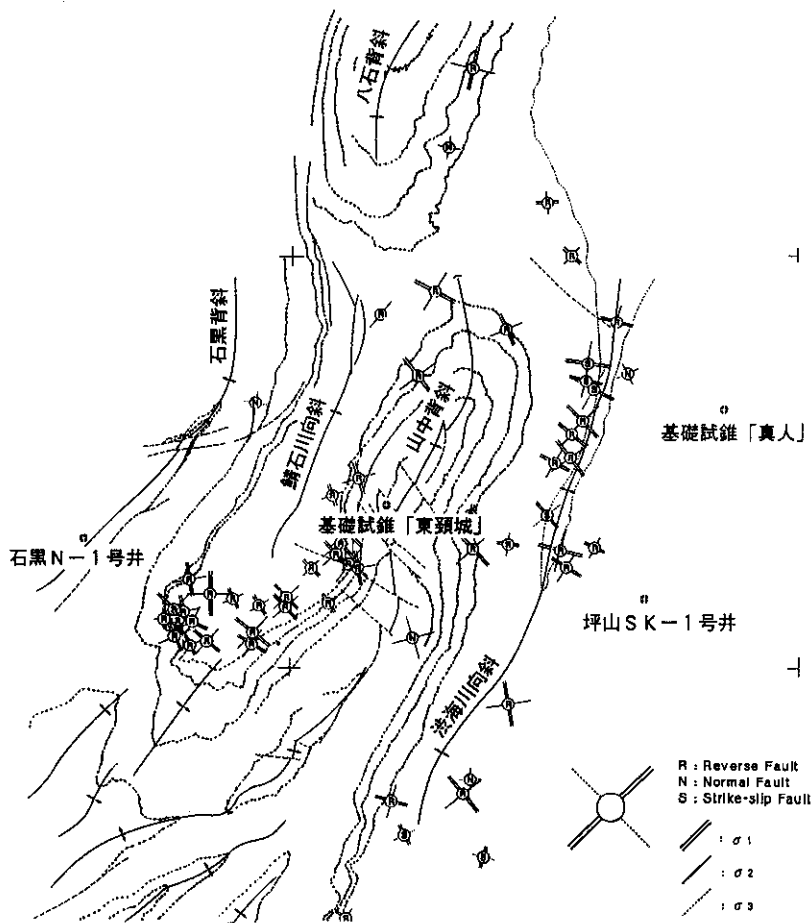 八石背斜
石黒背斜
鯖石川向斜
山中背斜
基礎試錐「真人」
基礎試錐「東頸城」
石黒N-1号井
坪山SK-1号井
渋海川向斜
R : Reverse Fault
N : Normal Fault
S : Strike-slip Fault
: σ1
: σ2
: σ3